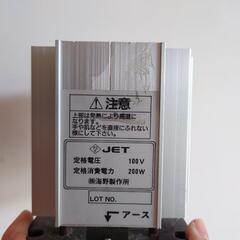 ⚠注意
上部は発熱により高温に
なりますので
手や肌などを直接にふれない
様にして下さい。
JET
定格電圧 100V
定格消費電力 200W
㈱海野製作所
LOT NO.
アース